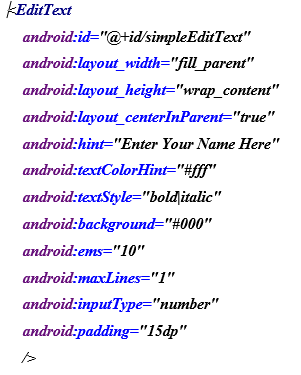 <EditText
android:id="@+id/simpleEditText"
android:layout_width="fill_parent"
android:layout_height="wrap_content"
android:layout_centerInParent="true"
android:hint="Enter Your Name Here"
android:textColorHint="#fff"
android:textStyle="bold|italic"
android:background="#000"
android:ems="10"
android:maxLines="1"
android:inputType="number"
android:padding="15dp"
/>